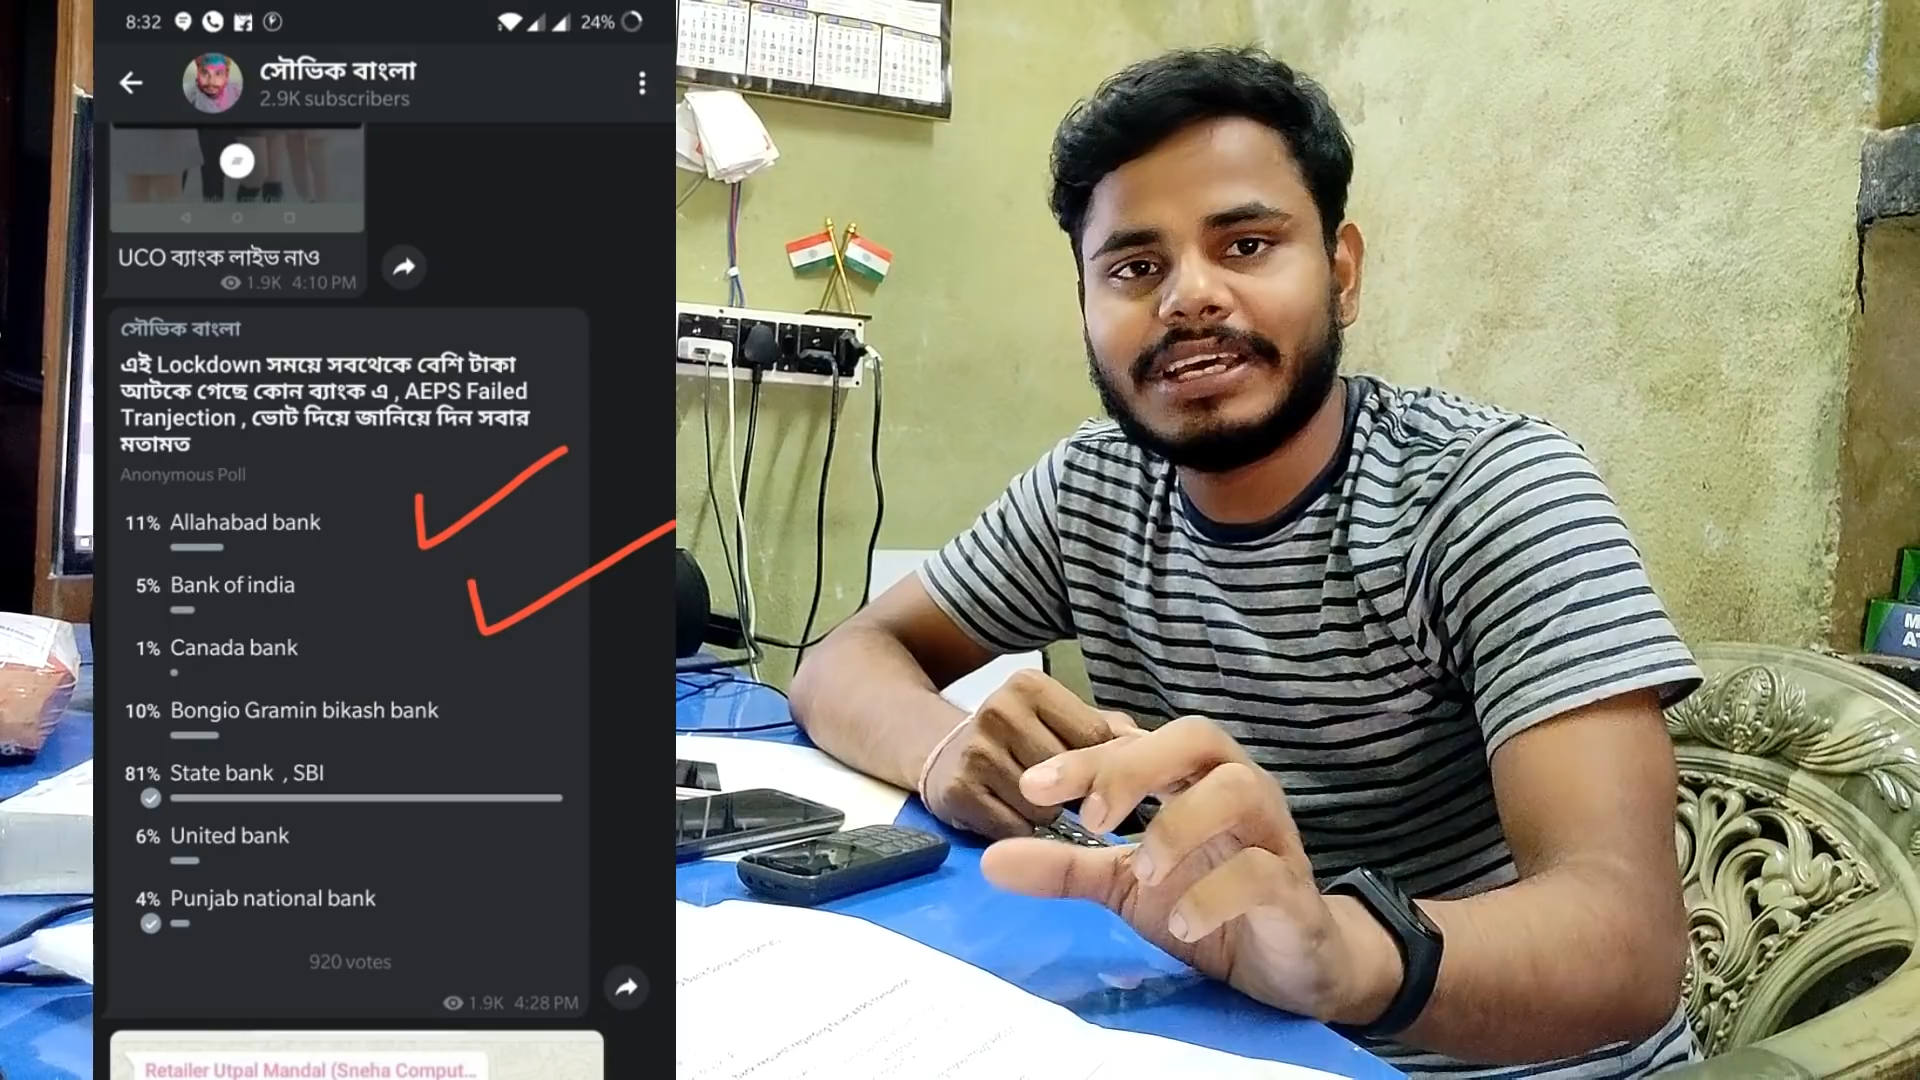 8:32
24%
সৌভিক বাংলা
2.9K subscribers
UCO ব্যাংক লাইভ নাও
1.9K 4:10 PM
সৌভিক বাংলা
এই Lockdown সময়ে সবথেকে বেশি টাকা
আটকে গেছে কোন ব্যাংক এ , AEPS Failed
Tranjection , ভোট দিয়ে জানিয়ে দিন সবার
মতামত
Anonymous Poll
11% Allahabad bank
5% Bank of india
1% Canada bank
10% Bongio Gramin bikash bank
81% State bank , SBI
6% United bank
4% Punjab national bank
920 votes
1.9K 4:28 PM
Retailer Utpal Mandal (Sneha Comput...